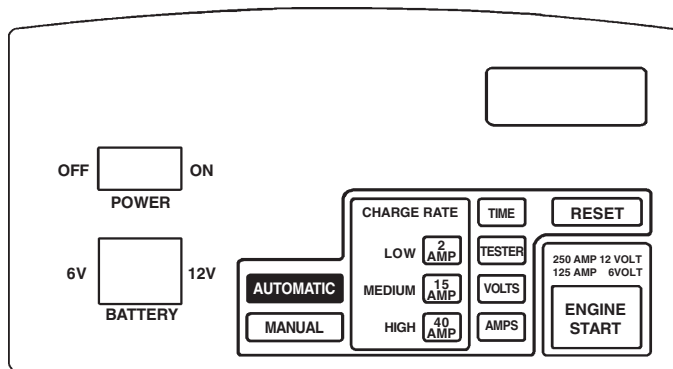 OFF ON
POWER
6V 12V
BATTERY
AUTOMATIC
MANUAL
CHARGE RATE
LOW 2 AMP
MEDIUM 15 AMP
HIGH 40 AMP
TIME
TESTER
VOLTS
AMPS
RESET
250 AMP 12 VOLT
125 AMP 6VOLT
ENGINE
START